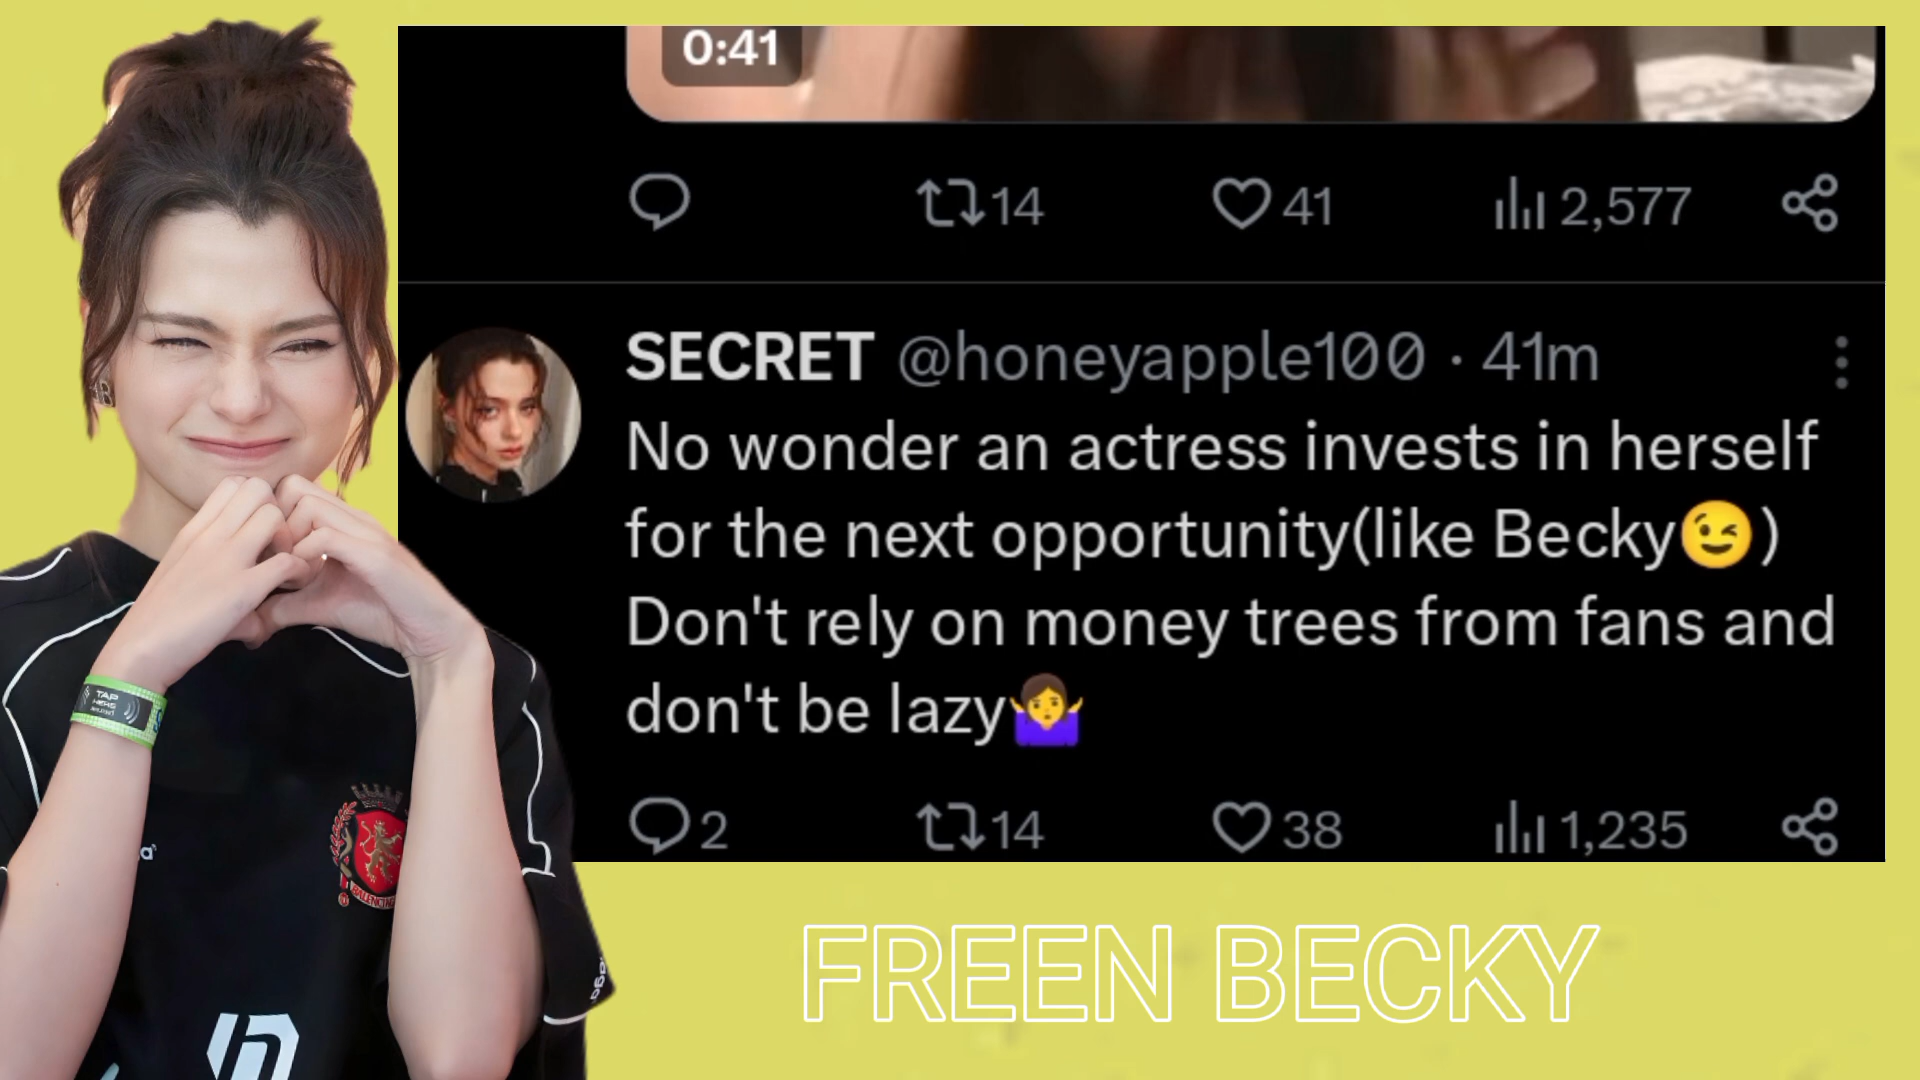 0:41
14 41 2,577
SECRET @honeyapple100 · 41m
No wonder an actress invests in herself
for the next opportunity(like Becky😉)
Don't rely on money trees from fans and
don't be lazy🤷‍♀️
2 14 38 1,235
TAP
FREEN BECKY